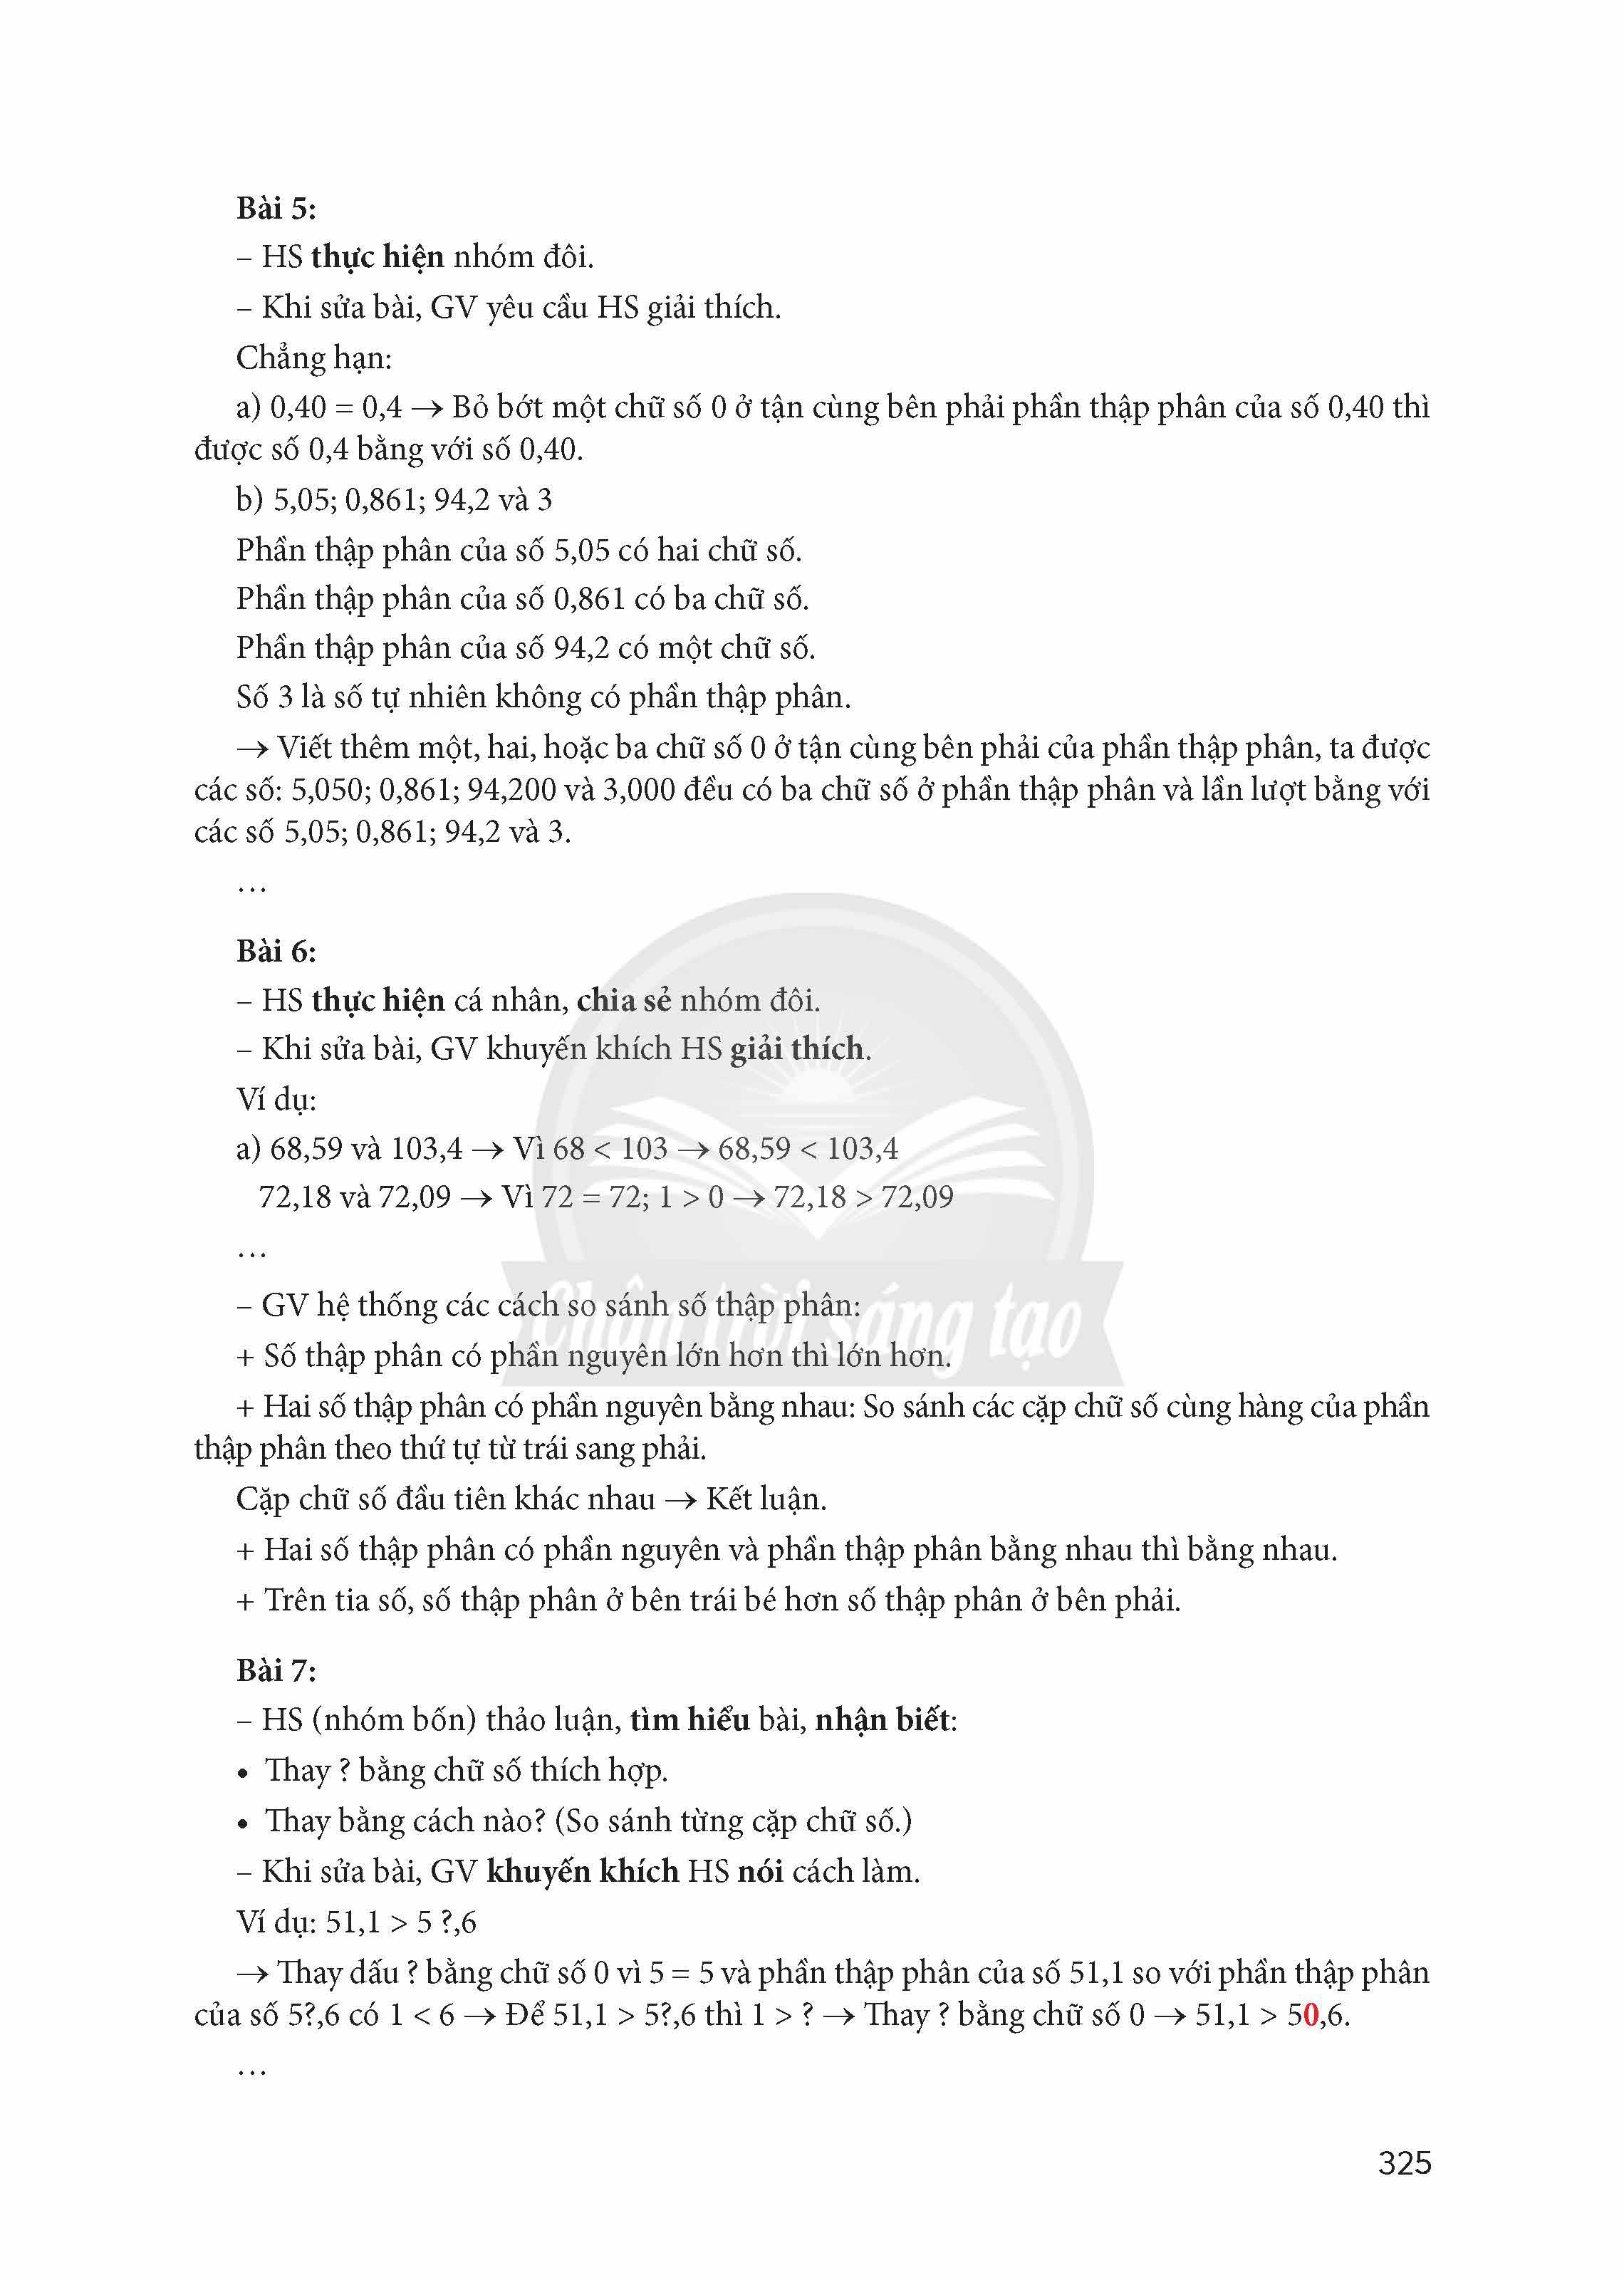 Bài 5:
– HS thực hiện nhóm đôi.
– Khi sửa bài, GV yêu cầu HS giải thích.
Chẳng hạn:
a) 0,40 = 0,4 → Bỏ bớt một chữ số 0 ở tận cùng bên phải phần thập phân của số 0,40 thì
được số 0,4 bằng với số 0,40.
b) 5,05; 0,861; 94,2 và 3
Phần thập phân của số 5,05 có hai chữ số.
Phần thập phân của số 0,861 có ba chữ số.
Phần thập phân của số 94,2 có một chữ số.
Số 3 là số tự nhiên không có phần thập phân.
→ Viết thêm một, hai, hoặc ba chữ số 0 ở tận cùng bên phải của phần thập phân, ta được
các số: 5,050; 0,861; 94,200 và 3,000 đều có ba chữ số ở phần thập phân và lần lượt bằng với
các số 5,05; 0,861; 94,2 và 3.
…
Bài 6:
– HS thực hiện cá nhân, chia sẻ nhóm đôi.
– Khi sửa bài, GV khuyến khích HS giải thích.
Ví dụ:
a) 68,59 và 103,4 → Vì 68 < 103 → 68,59 < 103,4
72,18 và 72,09 → Vì 72 = 72; 1 > 0 → 72,18 > 72,09
…
– GV hệ thống các cách so sánh số thập phân:
Chân trời sáng tạo
+ Số thập phân có phần nguyên lớn hơn thì lớn hơn.
+ Hai số thập phân có phần nguyên bằng nhau: So sánh các cặp chữ số cùng hàng của phần
thập phân theo thứ tự từ trái sang phải.
Cặp chữ số đầu tiên khác nhau → Kết luận.
+ Hai số thập phân có phần nguyên và phần thập phân bằng nhau thì bằng nhau.
+ Trên tia số, số thập phân ở bên trái bé hơn số thập phân ở bên phải.
Bài 7:
– HS (nhóm bốn) thảo luận, tìm hiểu bài, nhận biết:
• Thay ? bằng chữ số thích hợp.
• Thay bằng cách nào? (So sánh từng cặp chữ số.)
– Khi sửa bài, GV khuyến khích HS nói cách làm.
Ví dụ: 51,1 > 5 ?,6
→ Thay dấu ? bằng chữ số 0 vì 5 = 5 và phần thập phân của số 51,1 so với phần thập phân
của số 5?,6 có 1 < 6 → Để 51,1 > 5?,6 thì 1 > ? → Thay ? bằng chữ số 0 → 51,1 > 50,6.
…
325